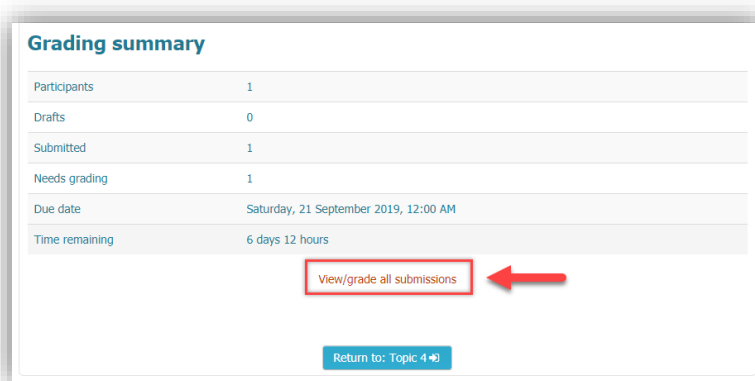 Grading summary
Participants 1
Drafts 0
Submitted 1
Needs grading 1
Due date Saturday, 21 September 2019, 12:00 AM
Time remaining 6 days 12 hours
View/grade all submissions
Return to: Topic 4